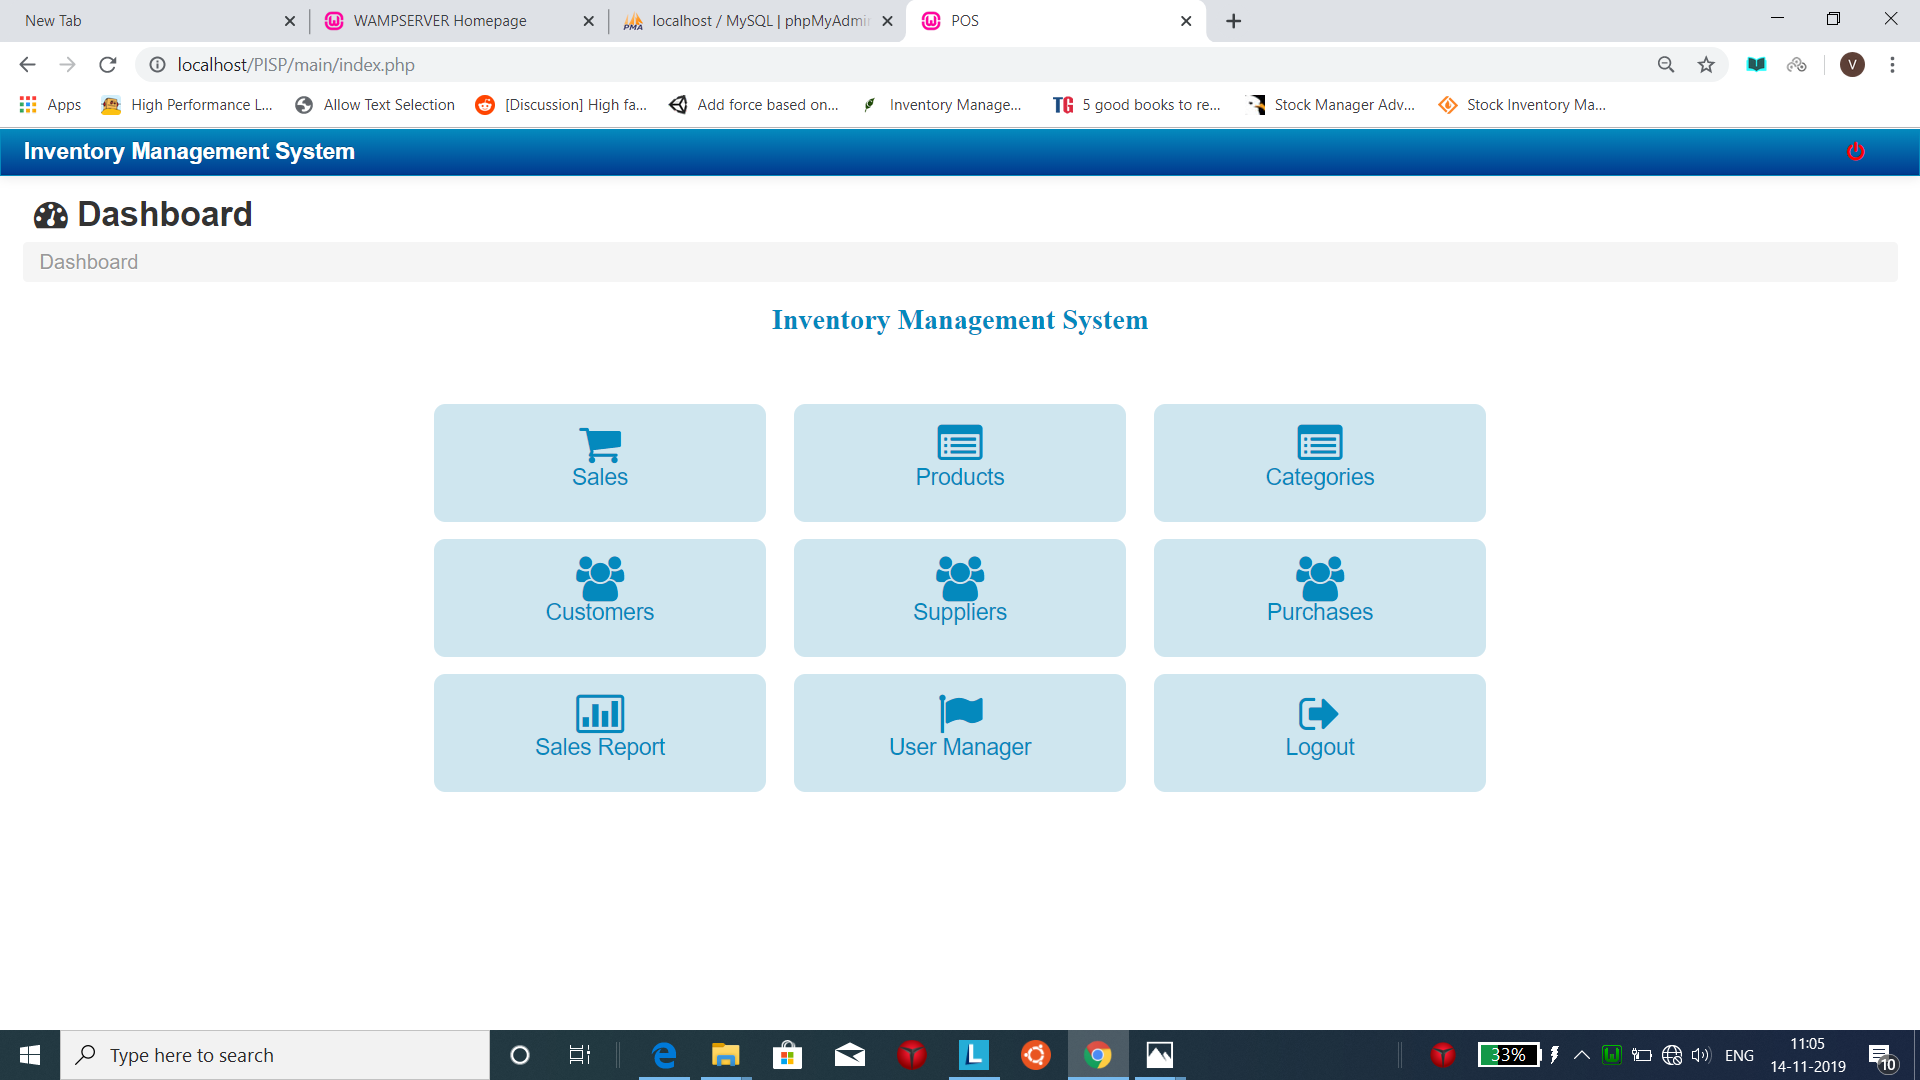 New Tab
WAMPSERVER Homepage
localhost / MySQL | phpMyAdmi
POS
localhost/PISP/main/index.php
V
Apps
High Performance L...
Allow Text Selection
[Discussion] High fa...
Add force based on...
Inventory Manage...
TG 5 good books to re...
Stock Manager Adv...
Stock Inventory Ma...
Inventory Management System
Dashboard
Dashboard
Inventory Management System
Sales
Products
Categories
Customers
Suppliers
Purchases
Sales Report
User Manager
Logout
Type here to search
L
33%
ENG
11:05
14-11-2019
10